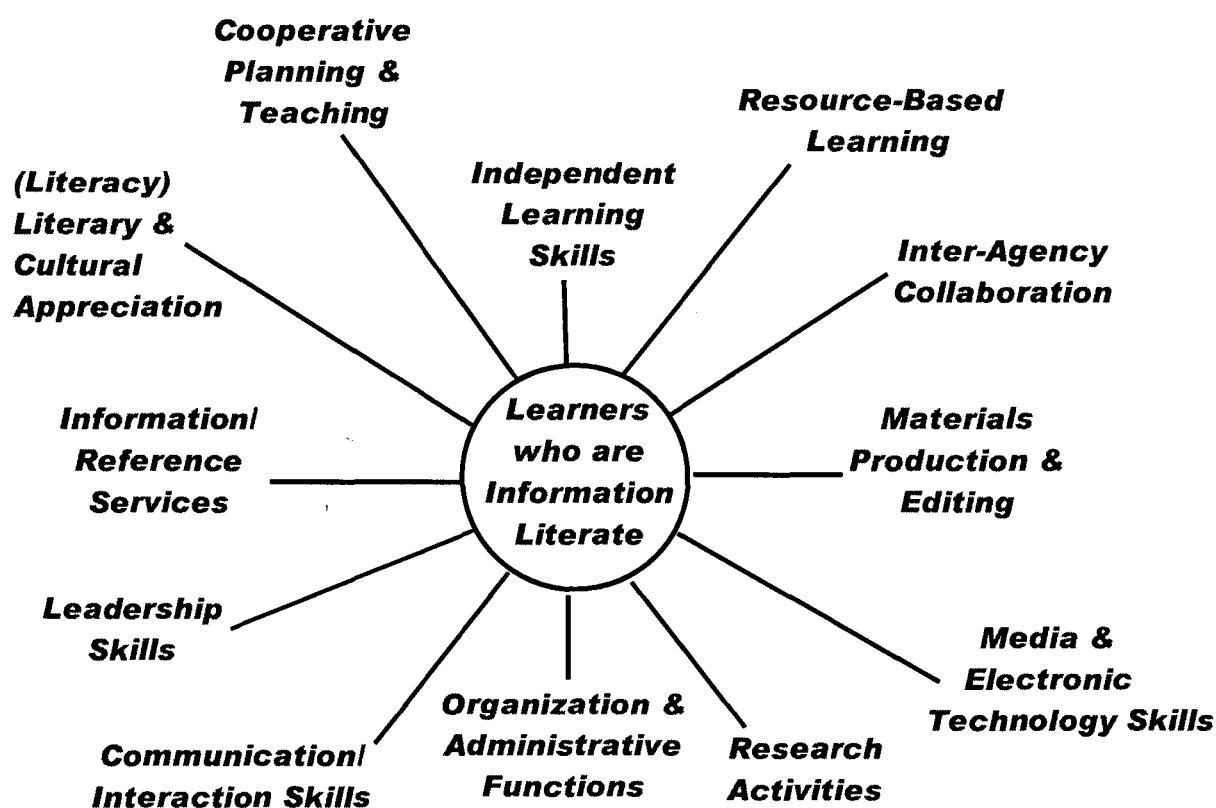 Cooperative
Planning &
Teaching
Resource-Based
Learning
(Literacy)
Literary &
Cultural
Appreciation
Independent
Learning
Skills
Inter-Agency
Collaboration
Information/
Reference
Services
Learners
who are
Information
Literate
Materials
Production &
Editing
Leadership
Skills
Media &
Electronic
Technology Skills
Communication/
Interaction Skills
Organization &
Administrative
Functions
Research
Activities